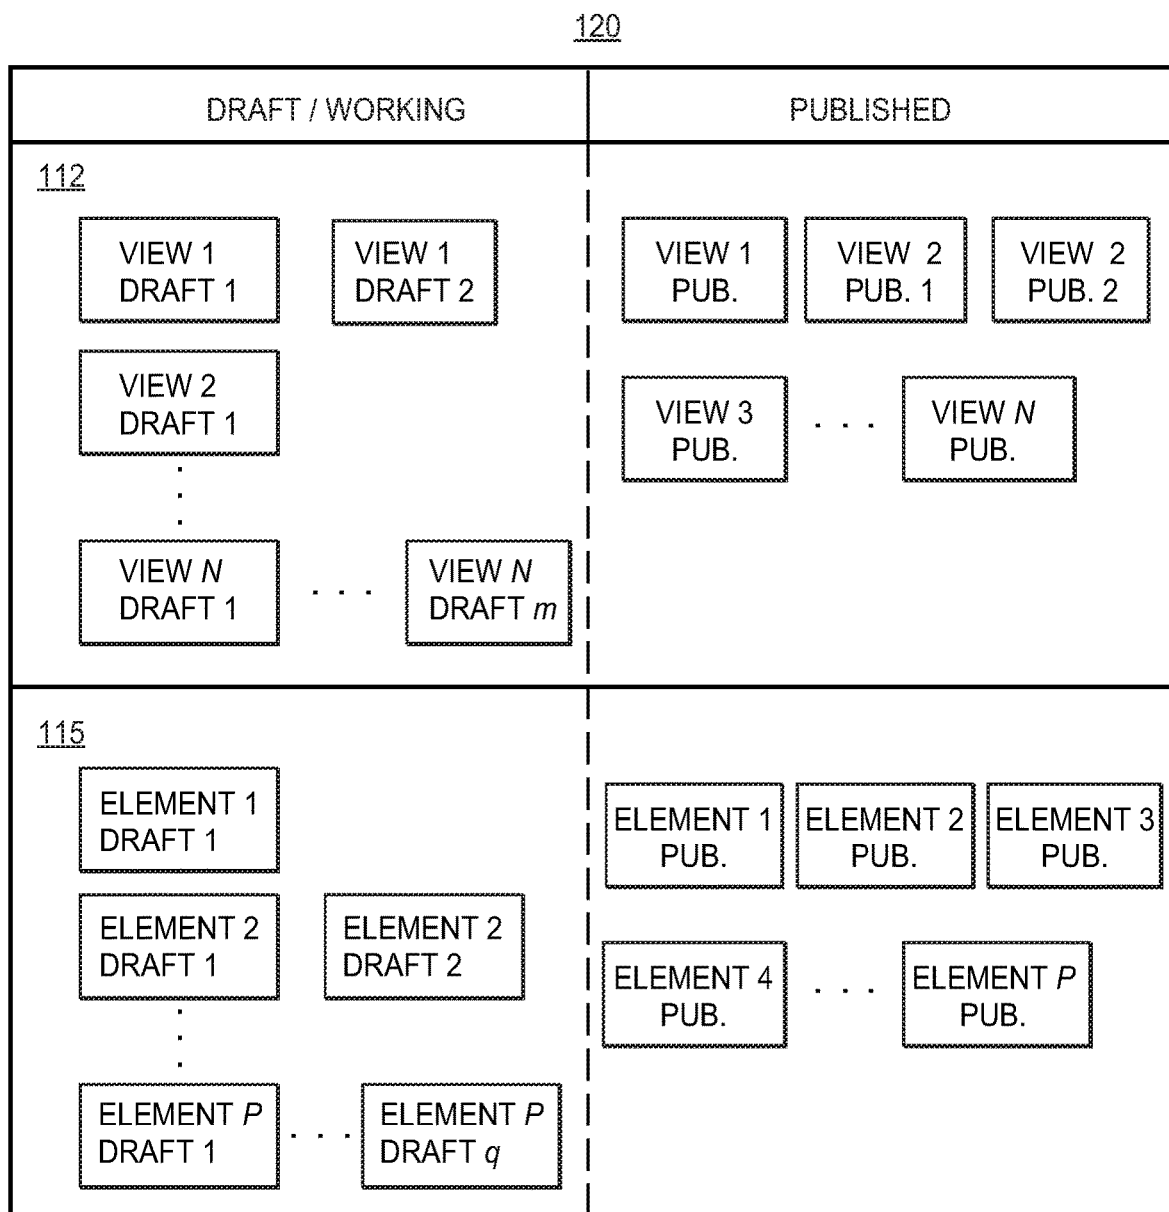 120
DRAFT / WORKING
PUBLISHED
112
VIEW 1
DRAFT 1
VIEW 1
DRAFT 2
VIEW 2
DRAFT 1
VIEW N
DRAFT 1
. . .
VIEW N
DRAFT m
VIEW 1
PUB.
VIEW 2
PUB. 1
VIEW 2
PUB. 2
VIEW 3
PUB.
. . .
VIEW N
PUB.
115
ELEMENT 1
DRAFT 1
ELEMENT 2
DRAFT 1
ELEMENT 2
DRAFT 2
ELEMENT P
DRAFT 1
. . .
ELEMENT P
DRAFT q
ELEMENT 1
PUB.
ELEMENT 2
PUB.
ELEMENT 3
PUB.
ELEMENT 4
PUB.
. . .
ELEMENT P
PUB.